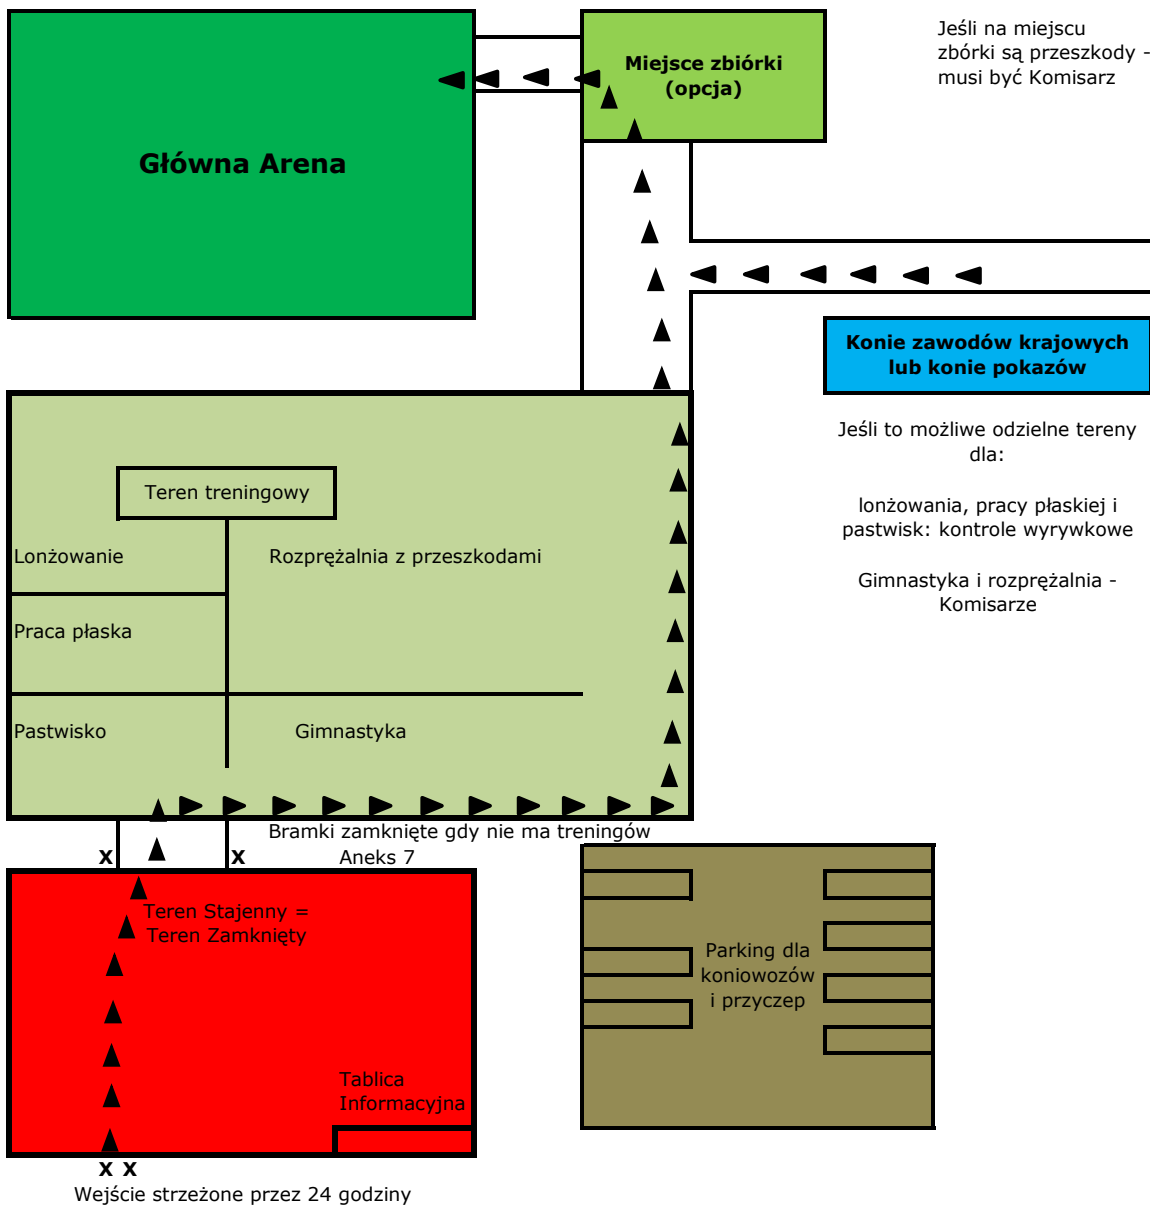 Jeśli na miejscu
zbórki są przeszkody -
musi być Komisarz
Miejsce zbiórki
(opcja)
Główna Arena
Konie zawodów krajowych
lub konie pokazów
Jeśli to możliwe odzielne tereny
dla:
lonżowania, pracy płaskiej i
pastwisk: kontrole wyrywkowe
Gimnastyka i rozprężalnia -
Komisarze
Teren treningowy
Lonżowanie
Rozprężalnia z przeszkodami
Praca płaska
Pastwisko
Gimnastyka
Bramki zamknięte gdy nie ma treningów
X
X
Aneks 7
Teren Stajenny =
Teren Zamknięty
Parking dla
koniowozów
i przyczep
Tablica
Informacyjna
X X
Wejście strzeżone przez 24 godziny